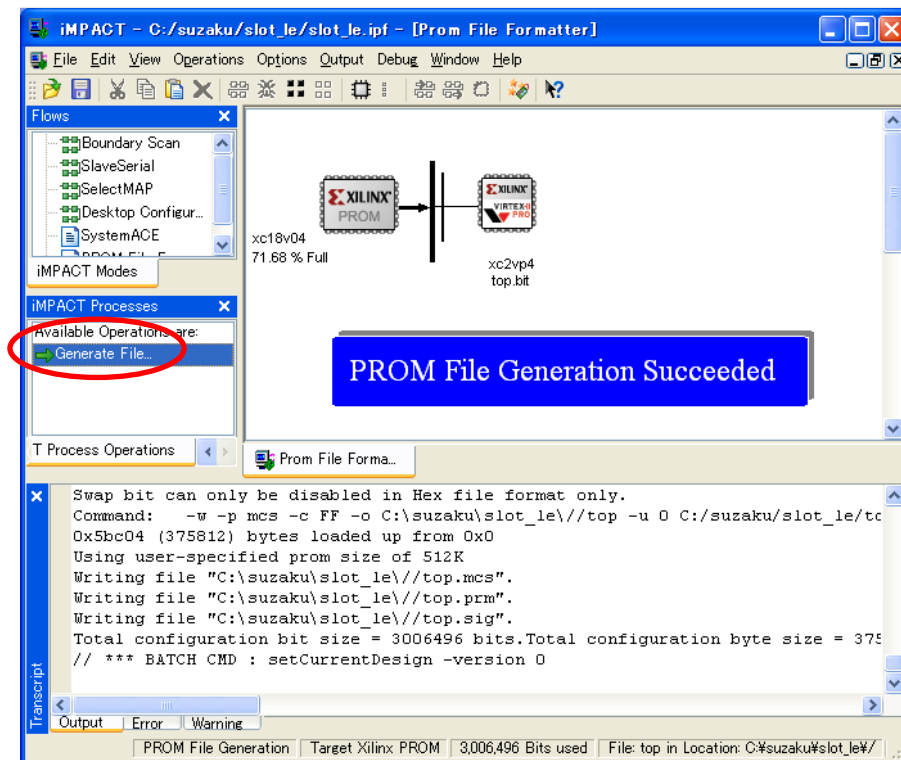 iMPACT - C:/suzaku/slot_le/slot_le.ipf - [Prom File Formatter]
File Edit View Operations Options Output Debug Window Help
Flows
Boundary Scan
SlaveSerial
SelectMAP
Desktop Configur...
SystemACE
iMPACT Modes
XILINX
PROM
xc18v04
71.68 % Full
XILINX
VIRTEX-II
PRO
xc2vp4
top.bit
iMPACT Processes
Available Operations are:
Generate File...
PROM File Generation Succeeded
T Process Operations
Prom File Forma...
Swap bit can only be disabled in Hex file format only.
Command: -w -p mcs -c FF -o C:\suzaku\slot_le\//top -u 0 C:/suzaku/slot_le/to
0x5bc04 (375812) bytes loaded up from 0x0
Using user-specified prom size of 512K
Writing file "C:\suzaku\slot_le\//top.mcs".
Writing file "C:\suzaku\slot_le\//top.prm".
Writing file "C:\suzaku\slot_le\//top.sig".
Total configuration bit size = 3006496 bits.Total configuration byte size = 375
// *** BATCH CMD : setCurrentDesign -version 0
Transcript
Output Error Warning
PROM File Generation Target Xilinx PROM 3,006,496 Bits used File: top in Location: C:¥suzaku¥slot_le¥/